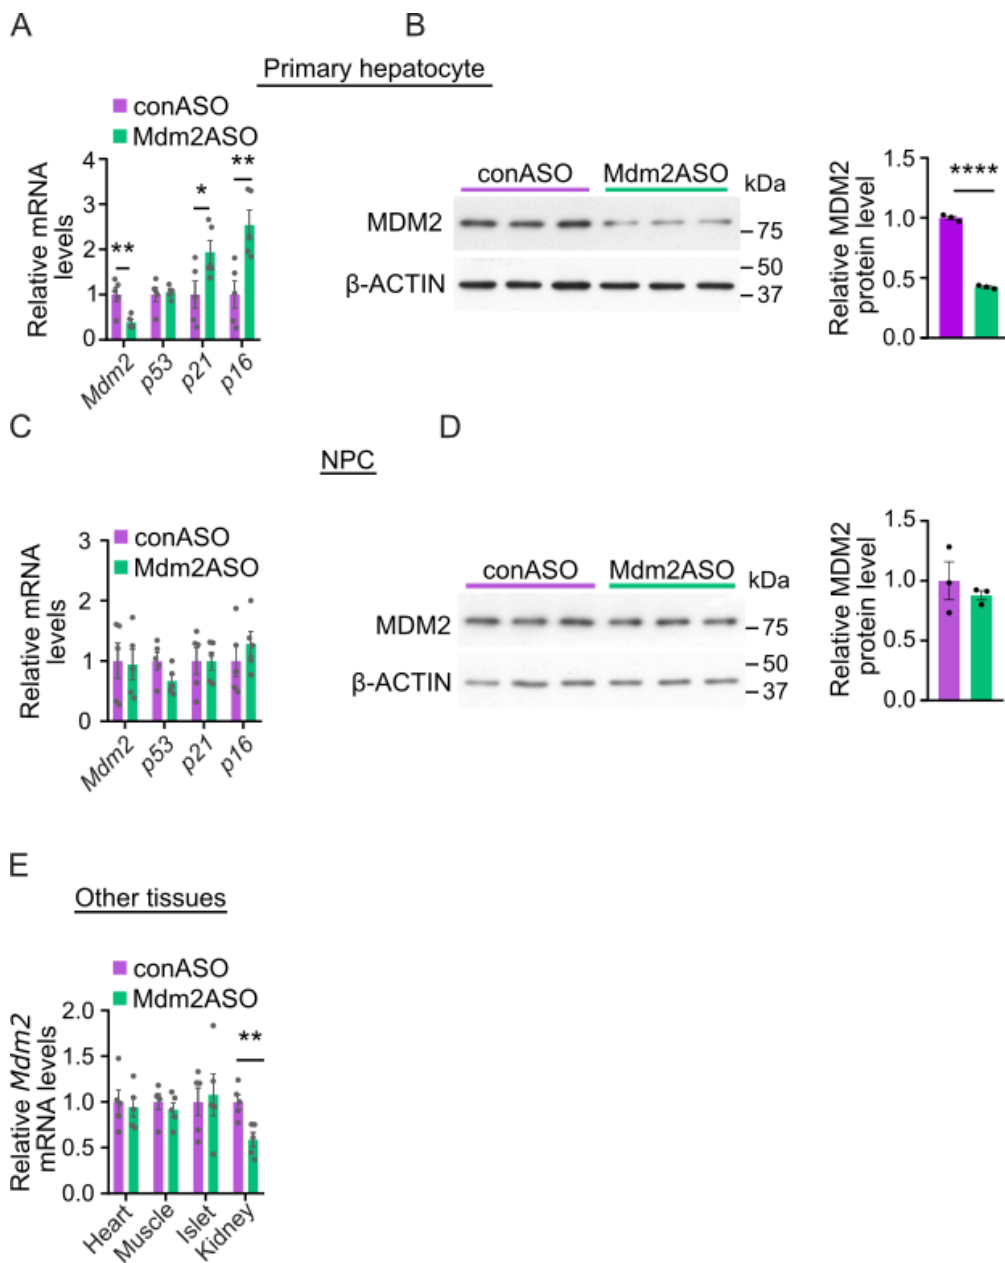 A
B
Primary hepatocyte
conASO
Mdm2ASO
Relative mRNA
levels
4
3
2
1
0
**
*
**
Mdm2
p53
p21
p16
conASO
Mdm2ASO
kDa
MDM2
–75
β-ACTIN
–50
–37
Relative MDM2
protein level
1.5
1.0
0.5
0.0
****
C
D
NPC
conASO
Mdm2ASO
Relative mRNA
levels
3
2
1
0
Mdm2
p53
p21
p16
conASO
Mdm2ASO
kDa
MDM2
–75
β-ACTIN
–50
–37
Relative MDM2
protein level
1.5
1.0
0.5
0.0
E
Other tissues
conASO
Mdm2ASO
Relative Mdm2
mRNA levels
2.0
1.5
1.0
0.5
0.0
**
Heart
Muscle
Islet
Kidney